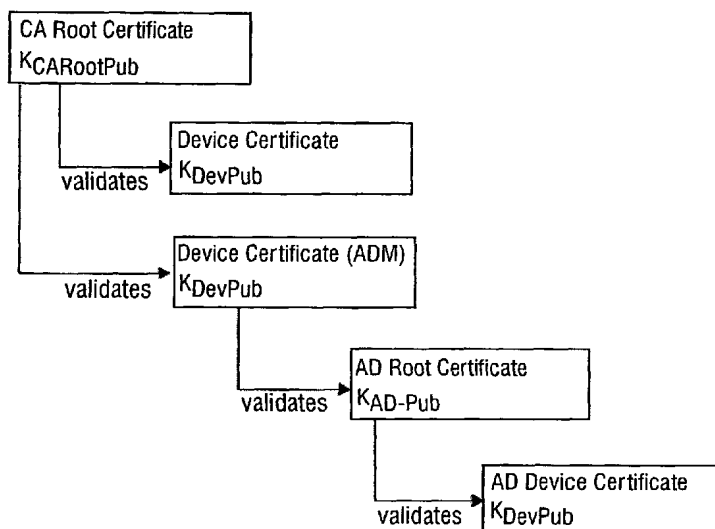 CA Root Certificate
KCARootPub
Device Certificate
KDevPub
validates
Device Certificate (ADM)
KDevPub
validates
AD Root Certificate
KAD-Pub
validates
AD Device Certificate
KDevPub
validates